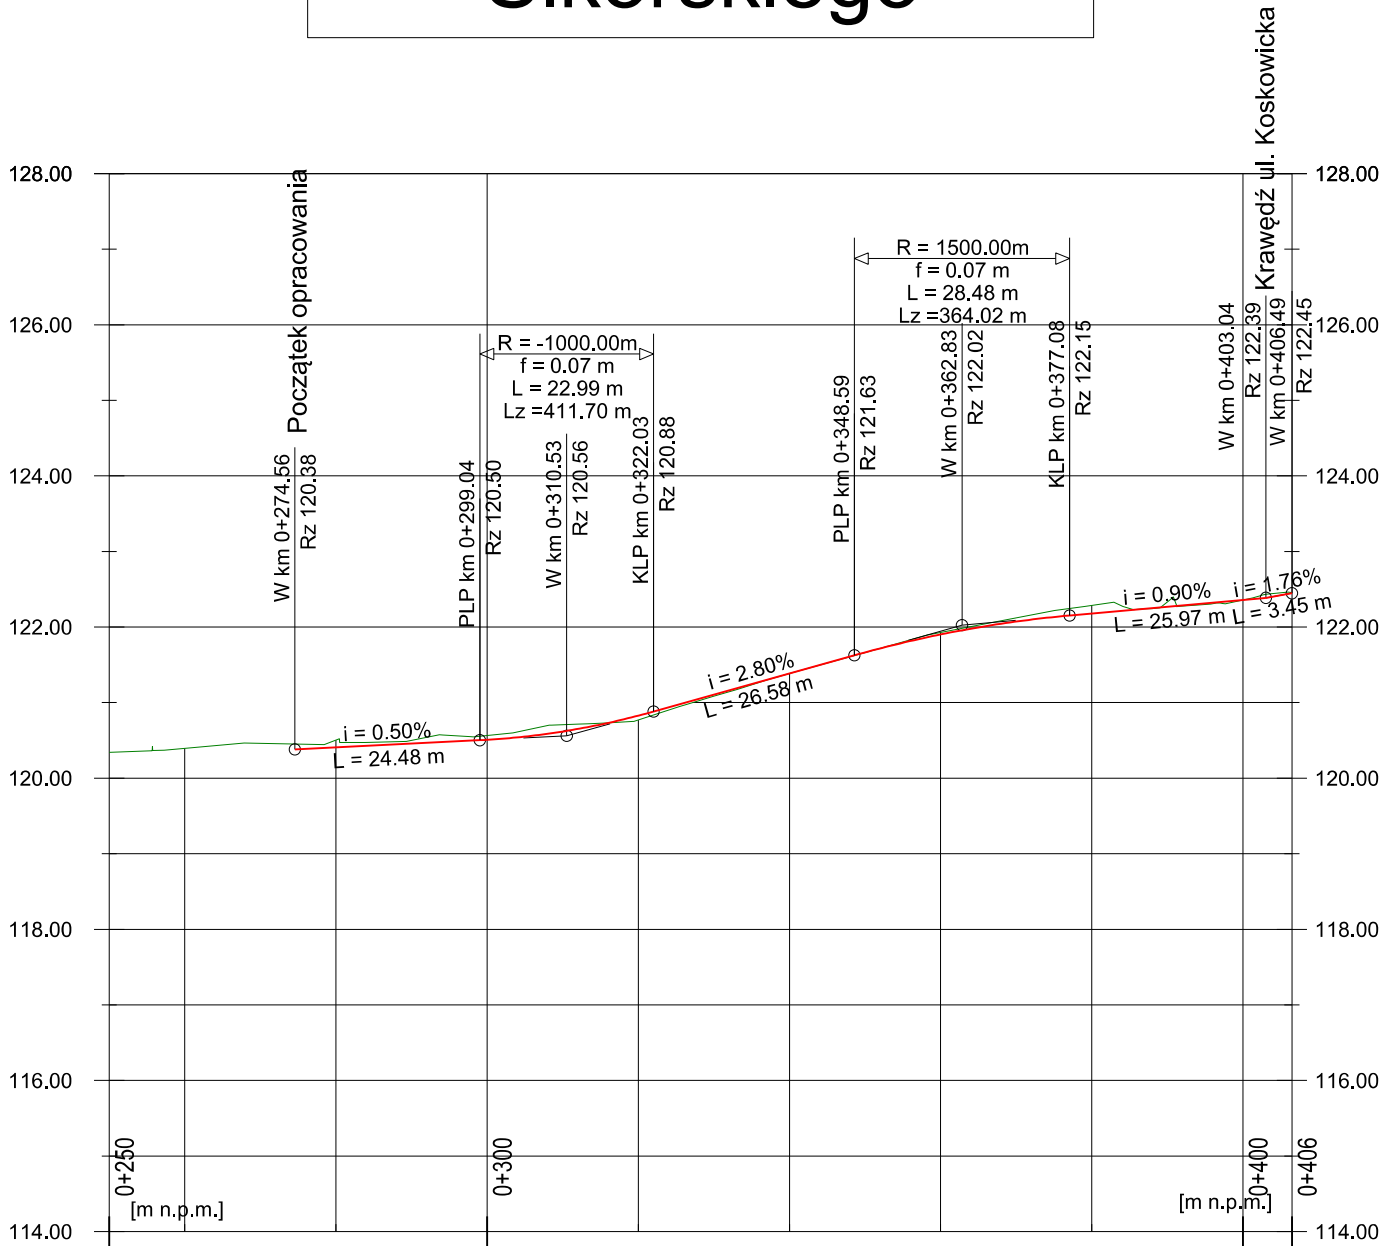 Sikorskiego
Krawędź ul. Koskowicka
Początek opracowania
128.00
128.00
126.00
126.00
124.00
124.00
122.00
122.00
120.00
120.00
118.00
118.00
116.00
116.00
114.00
114.00
W km 0+274.56
Rz 120.38
PLP km 0+299.04
Rz 120.50
R = -1000.00m
f = 0.07 m
L = 22.99 m
Lz =411.70 m
W km 0+310.53
Rz 120.56
KLP km 0+322.03
Rz 120.88
PLP km 0+348.59
Rz 121.63
R = 1500.00m
f = 0.07 m
L = 28.48 m
Lz =364.02 m
W km 0+362.83
Rz 122.02
KLP km 0+377.08
Rz 122.15
W km 0+403.04
Rz 122.39
W km 0+406.49
Rz 122.45
i = 0.50%
L = 24.48 m
i = 2.80%
L = 26.58 m
i = 0.90%
L = 25.97 m
i = 1.76%
L = 3.45 m
0+250
0+300
0+400
0+406
[m n.p.m.]
[m n.p.m.]